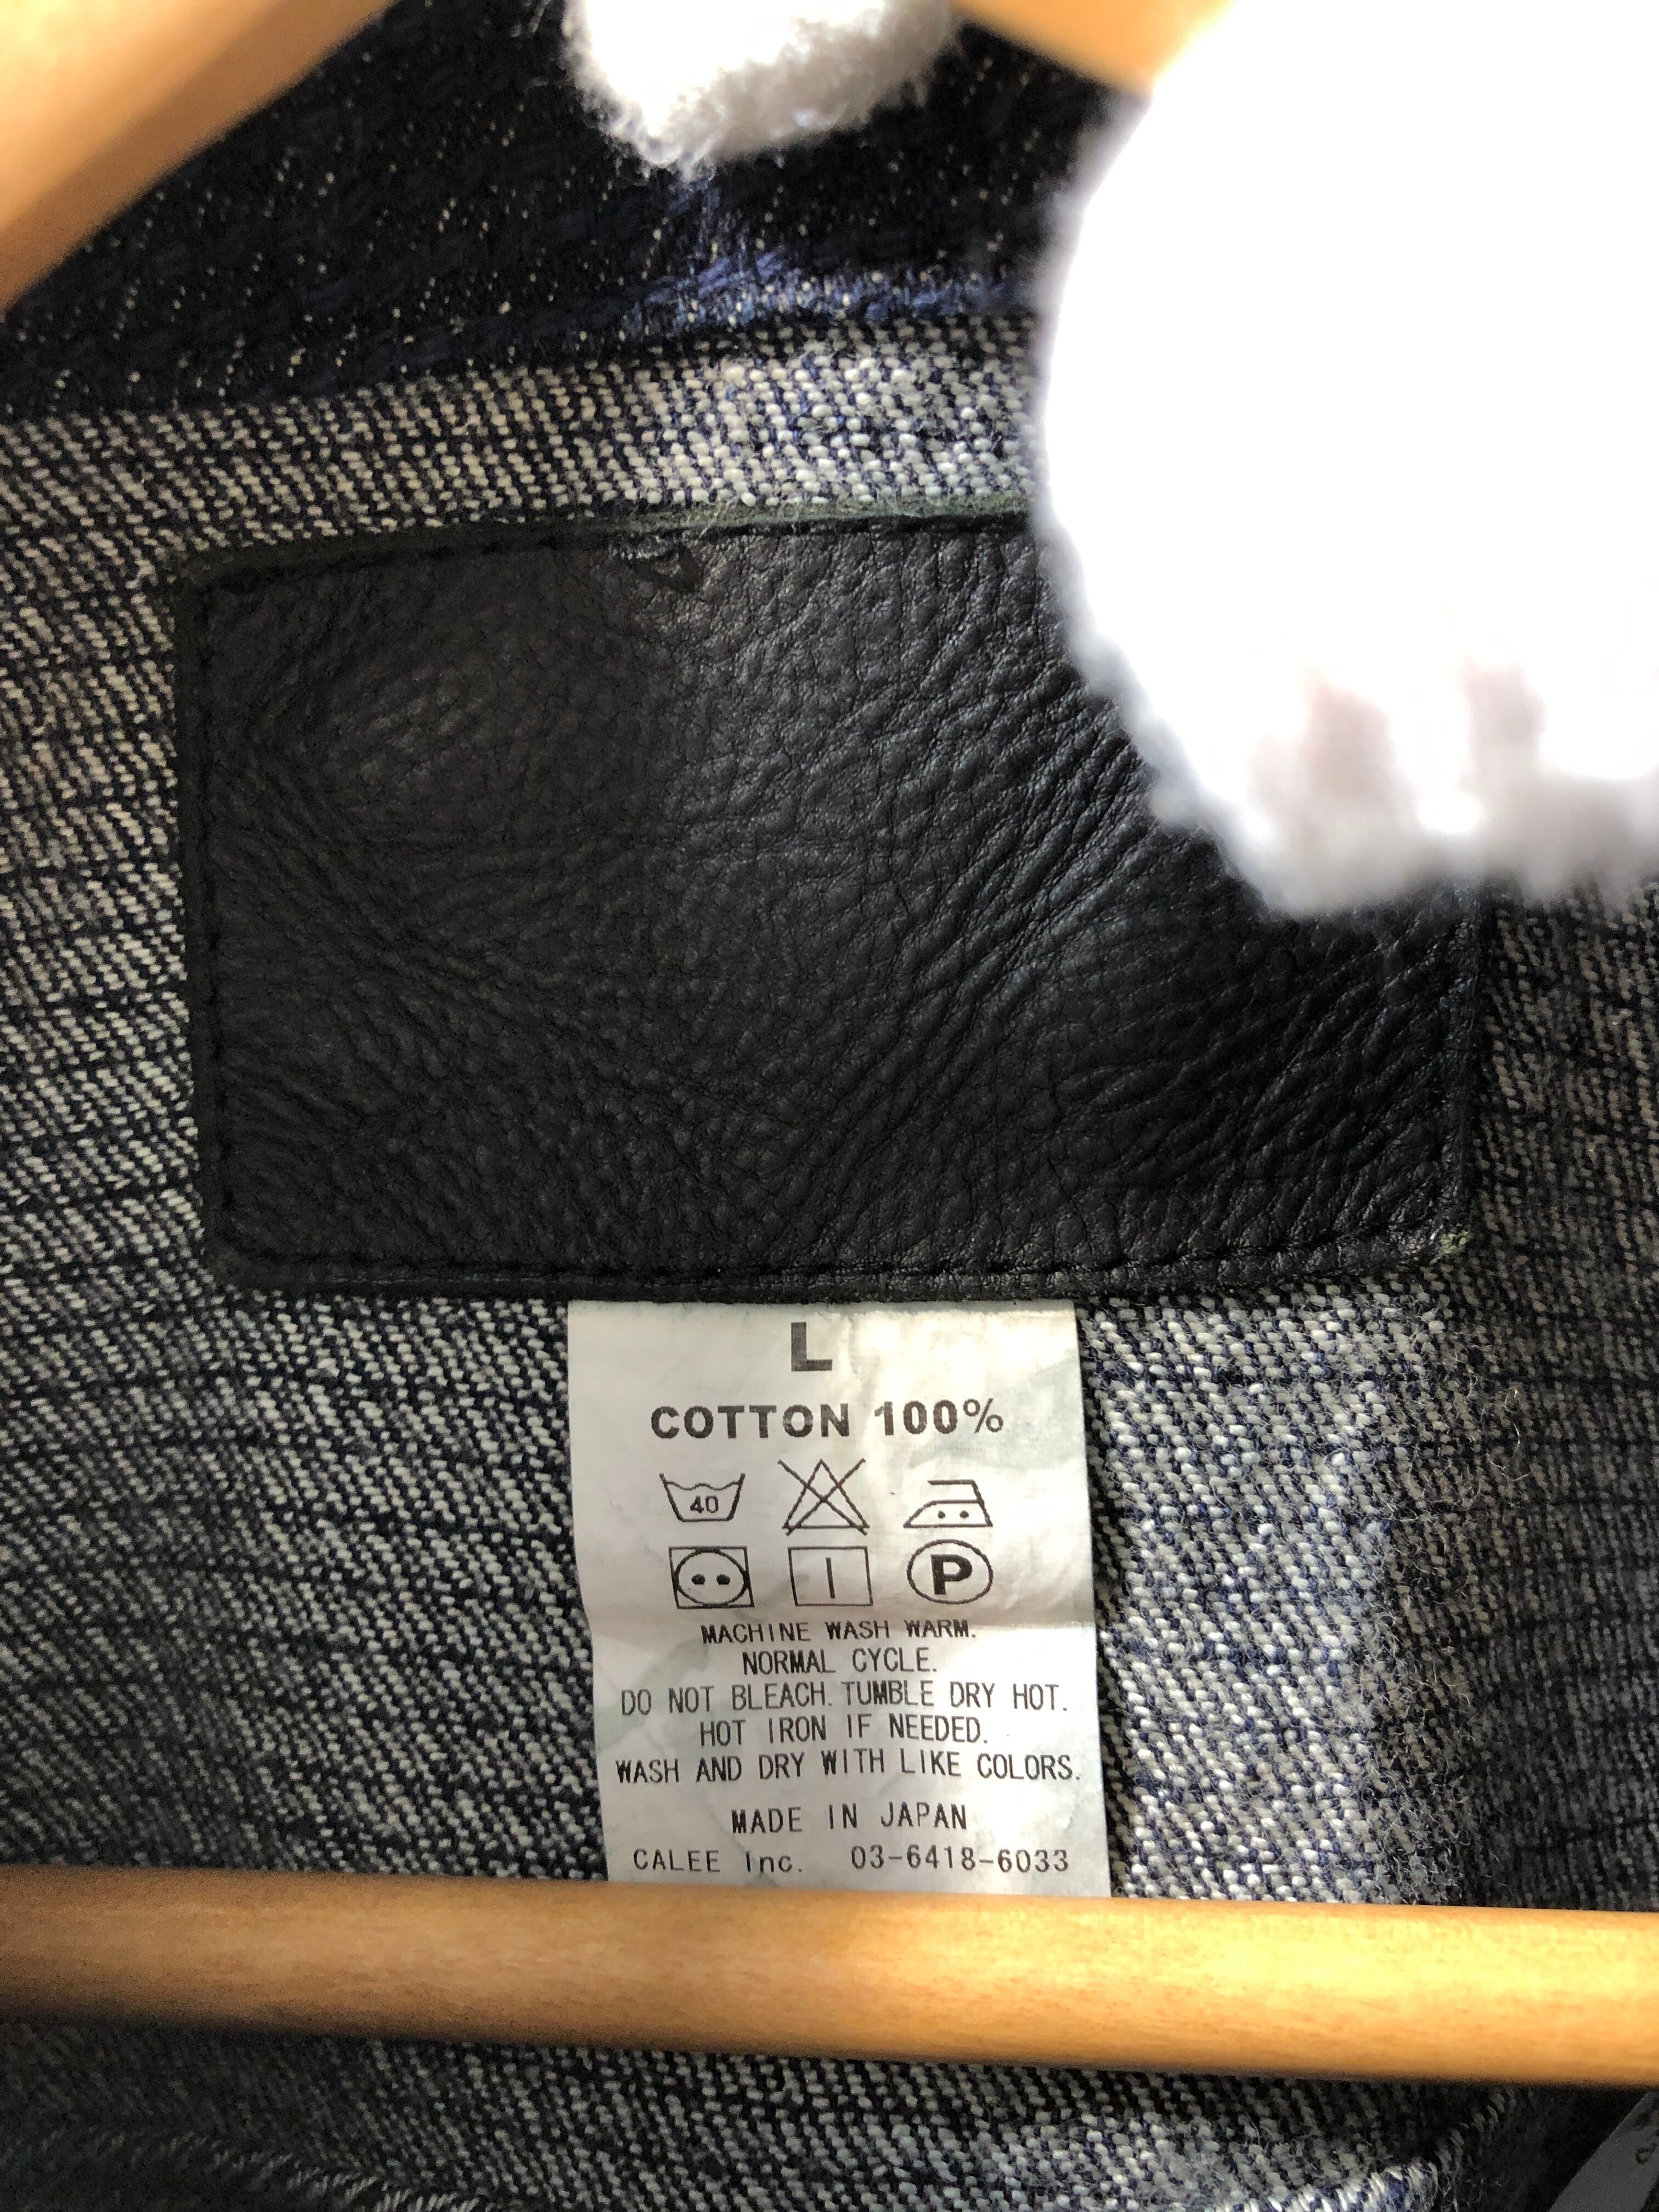 L
COTTON 100%
40
P
MACHINE WASH WARM.
NORMAL CYCLE.
DO NOT BLEACH. TUMBLE DRY HOT.
HOT IRON IF NEEDED.
WASH AND DRY WITH LIKE COLORS.
MADE IN JAPAN
CALEE Inc. 03-6418-6033